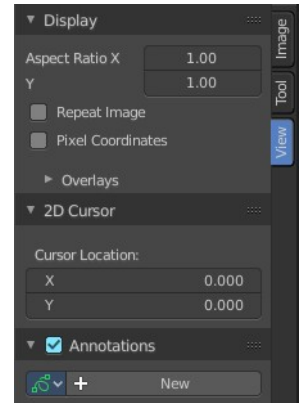 Display
Aspect Ratio X 1.00
Y 1.00
Repeat Image
Pixel Coordinates
Overlays
2D Cursor
Cursor Location:
X 0.000
Y 0.000
Annotations
New
Image
Tool
View